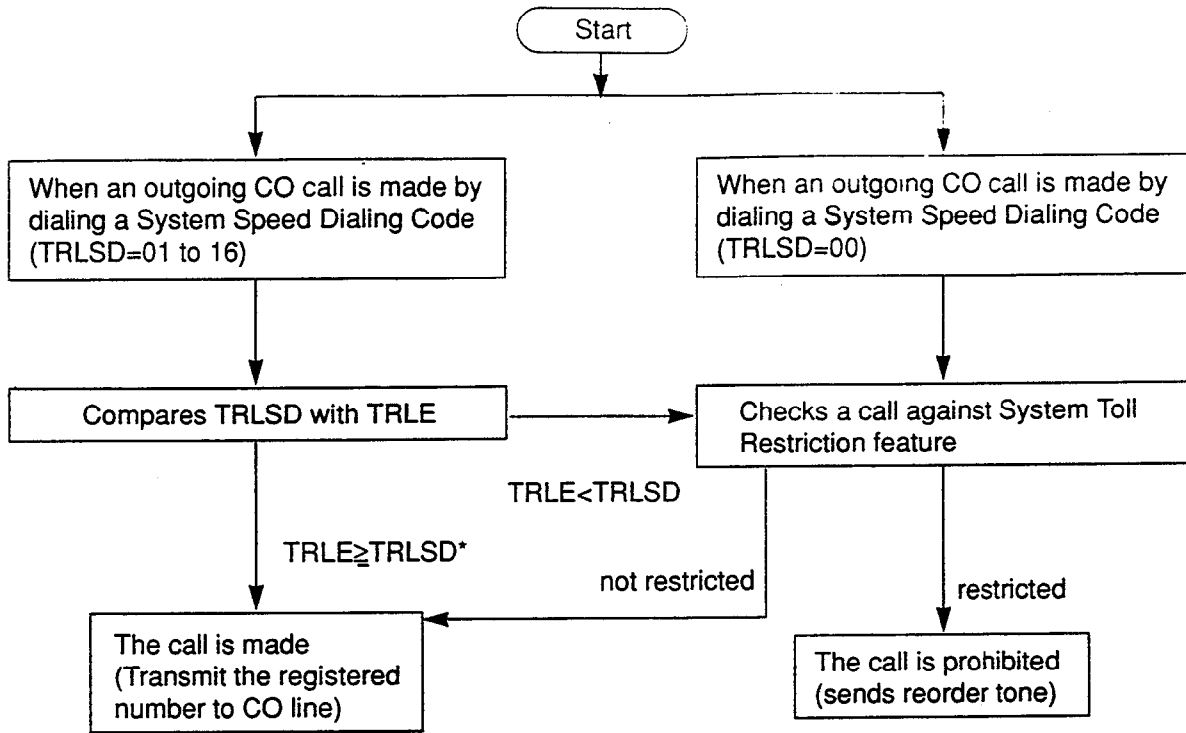 Start
When an outgoing CO call is made by
dialing a System Speed Dialing Code
(TRLSD=01 to 16)
When an outgoing CO call is made by
dialing a System Speed Dialing Code
(TRLSD=00)
Compares TRLSD with TRLE
Checks a call against System Toll
Restriction feature
TRLE<TRLSD
TRLE≧TRLSD*
not restricted
restricted
The call is made
(Transmit the registered
number to CO line)
The call is prohibited
(sends reorder tone)